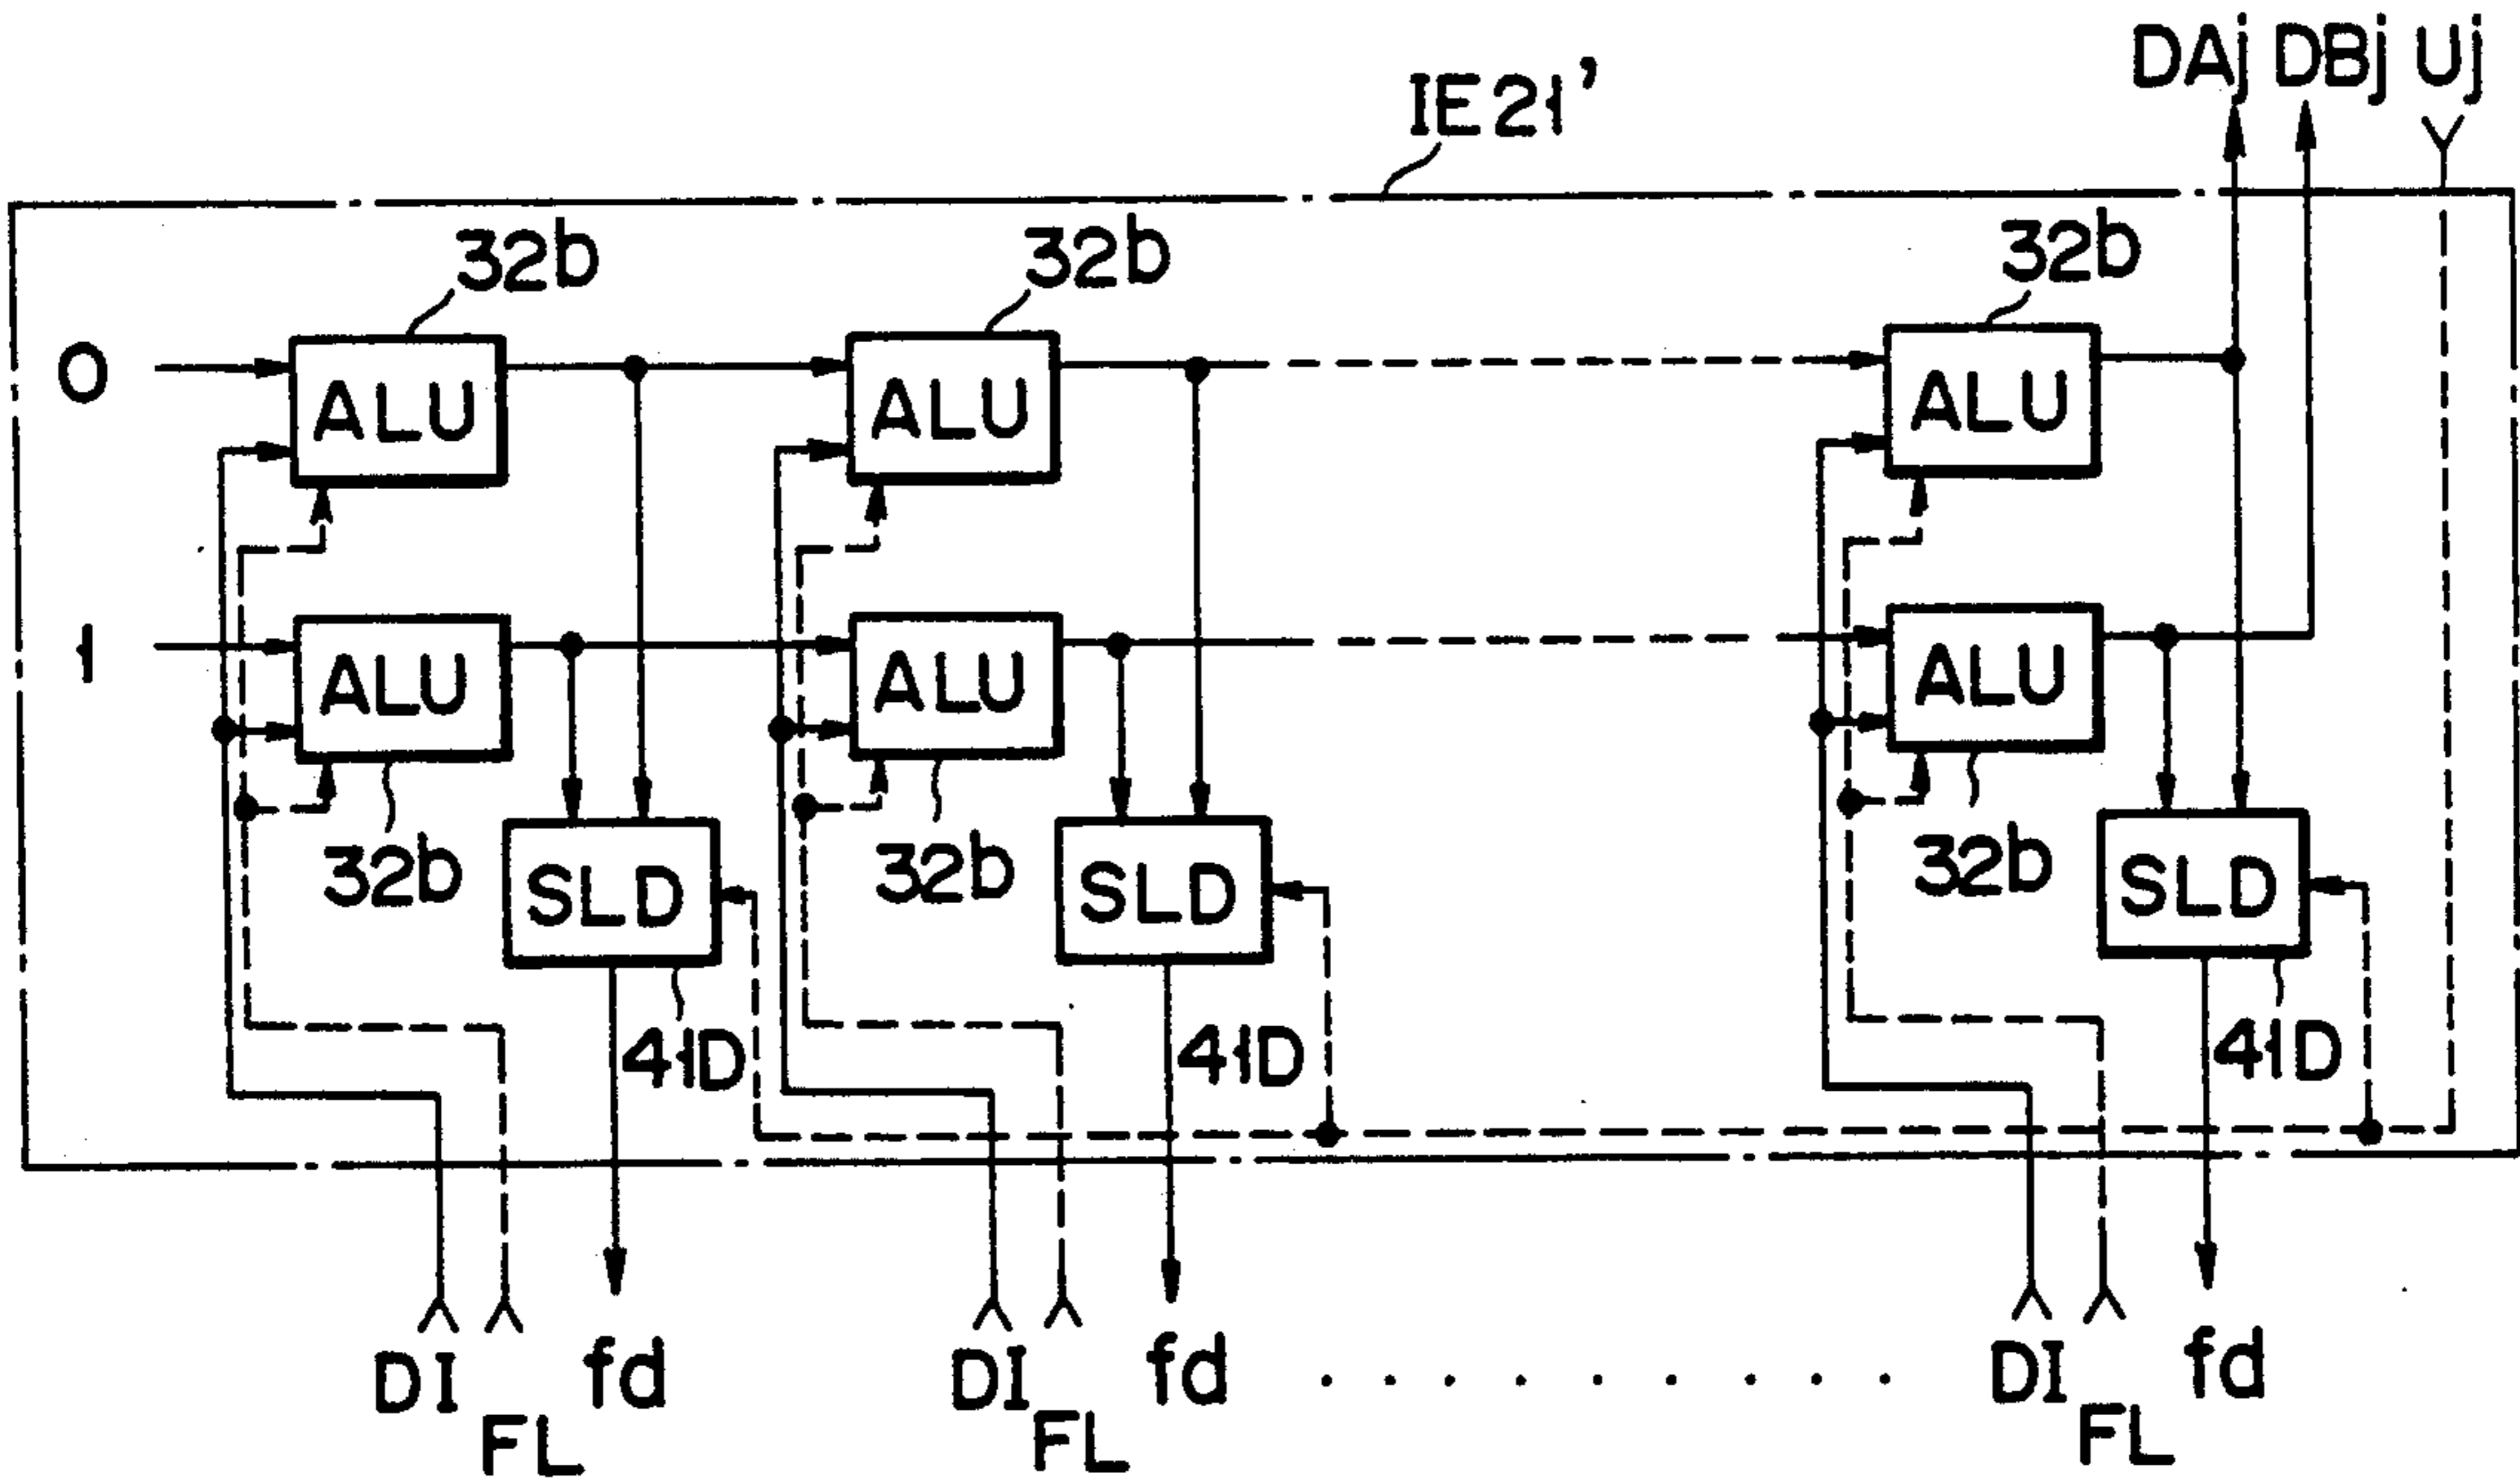 DAj DBj Uj
IE21'
32b 32b 32b
0 ALU ALU ALU
1 ALU ALU ALU
32b 32b 32b
SLD SLD SLD
41D 41D 41D
DI fd DI fd . . . . . . . . . DI fd
FL FL FL